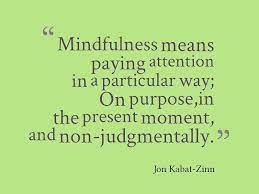 “ Mindfulness means
paying attention
in a particular way;
On purpose,in
the present moment,
and non-judgmentally. ”
Jon Kabat-Zinn